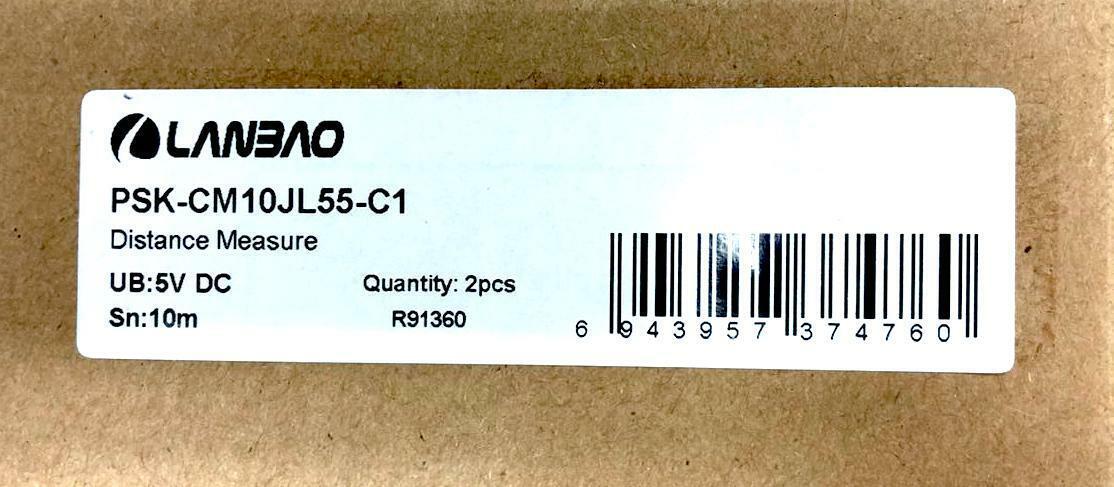 LANBAO
PSK-CM10JL55-C1
Distance Measure
UB:5V DC
Quantity: 2pcs
Sn:10m
R91360
6 943957 374760